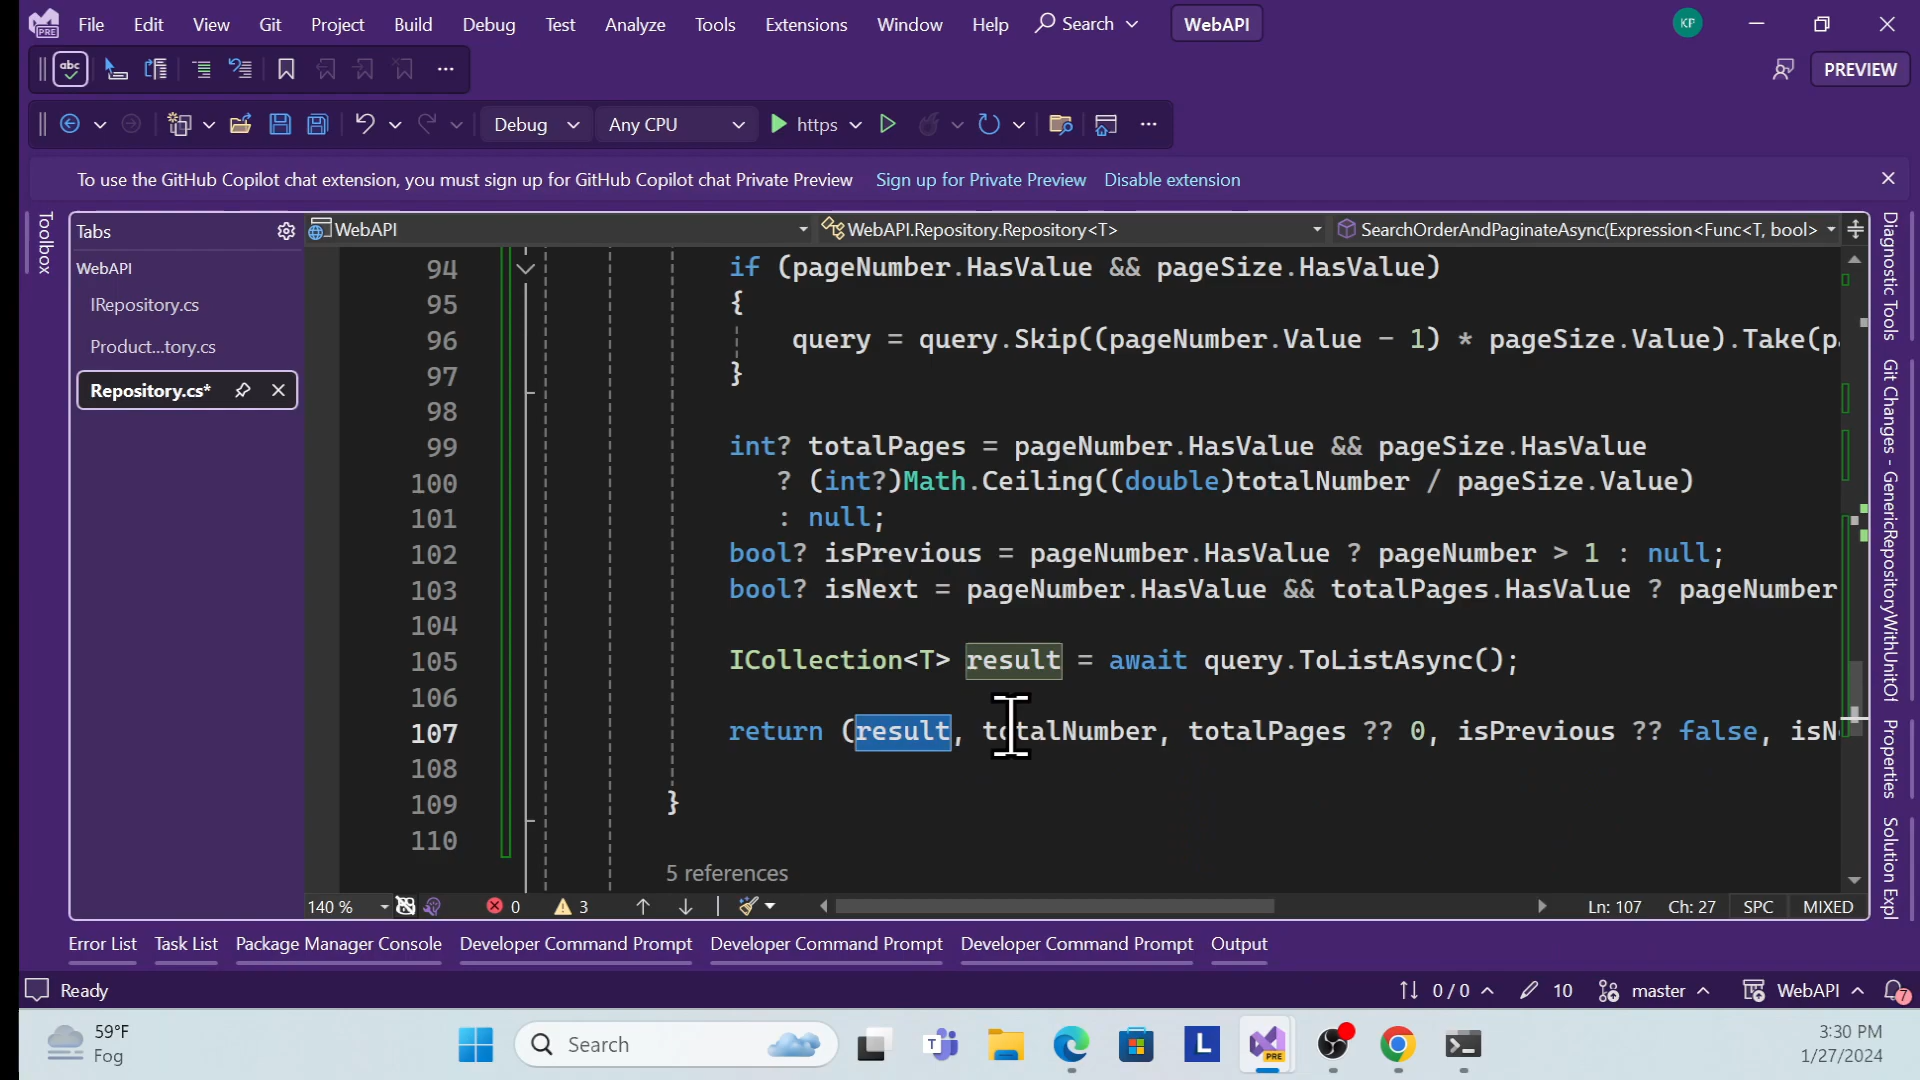 PRE File Edit View Git Project Build Debug Test Analyze Tools Extensions Window Help Search WebAPI KP
abc PREVIEW
Debug Any CPU https
To use the GitHub Copilot chat extension, you must sign up for GitHub Copilot chat Private Preview Sign up for Private Preview Disable extension
Toolbox
Tabs
WebAPI
IRepository.cs
Product...tory.cs
Repository.cs*
WebAPI WebAPI.Repository.Repository<T> SearchOrderAndPaginateAsync(Expression<Func<T, bool>
94 if (pageNumber.HasValue && pageSize.HasValue)
95 {
96 query = query.Skip((pageNumber.Value - 1) * pageSize.Value).Take(p
97 }
98
99 int? totalPages = pageNumber.HasValue && pageSize.HasValue
100 ? (int?)Math.Ceiling((double)totalNumber / pageSize.Value)
101 : null;
102 bool? isPrevious = pageNumber.HasValue ? pageNumber > 1 : null;
103 bool? isNext = pageNumber.HasValue && totalPages.HasValue ? pageNumber
104
105 ICollection<T> result = await query.ToListAsync();
106
107 return (result, totalNumber, totalPages ?? 0, isPrevious ?? false, isN
108
109 }
110
5 references
140 % 0 3 Ln: 107 Ch: 27 SPC MIXED
Diagnostic Tools
Git Changes - GenericRepositoryWithUnitOf
Properties
Solution Expl
Error List Task List Package Manager Console Developer Command Prompt Developer Command Prompt Developer Command Prompt Output
Ready 0 / 0 10 master WebAPI 7
59°F
Fog
Search
T
L
PRE
3:30 PM
1/27/2024